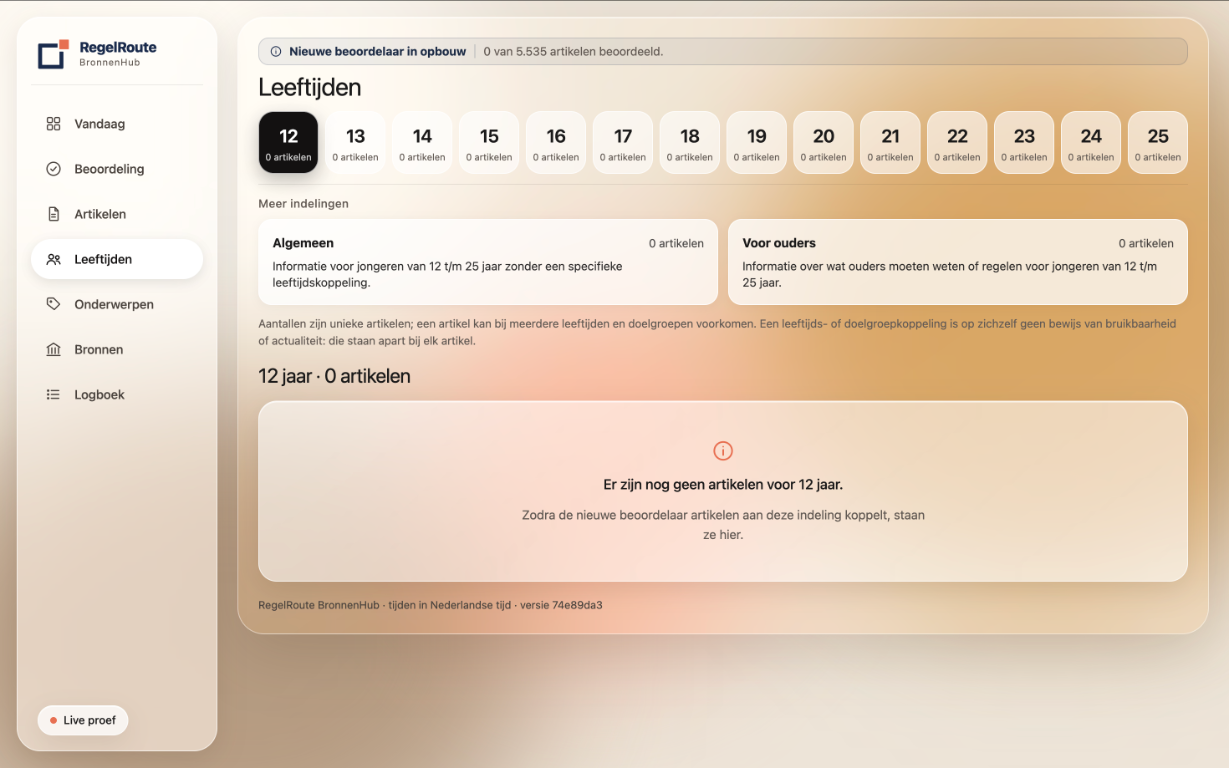 RegelRoute
BronnenHub
Vandaag
Beoordeling
Artikelen
Leeftijden
Onderwerpen
Bronnen
Logboek
Live proef
Nieuwe beoordelaar in opbouw | 0 van 5.535 artikelen beoordeeld.
Leeftijden
12 13 14 15 16 17 18 19 20 21 22 23 24 25
0 artikelen 0 artikelen 0 artikelen 0 artikelen 0 artikelen 0 artikelen 0 artikelen 0 artikelen 0 artikelen 0 artikelen 0 artikelen 0 artikelen 0 artikelen 0 artikelen
Meer indelingen
Algemeen 0 artikelen
Informatie voor jongeren van 12 t/m 25 jaar zonder een specifieke
leeftijdskoppeling.
Voor ouders 0 artikelen
Informatie over wat ouders moeten weten of regelen voor jongeren van 12 t/m
25 jaar.
Aantallen zijn unieke artikelen; een artikel kan bij meerdere leeftijden en doelgroepen voorkomen. Een leeftijds- of doelgroepkoppeling is op zichzelf geen bewijs van bruikbaarheid
of actualiteit: die staan apart bij elk artikel.
12 jaar · 0 artikelen
Er zijn nog geen artikelen voor 12 jaar.
Zodra de nieuwe beoordelaar artikelen aan deze indeling koppelt, staan
ze hier.
RegelRoute BronnenHub · tijden in Nederlandse tijd · versie 74e89da3